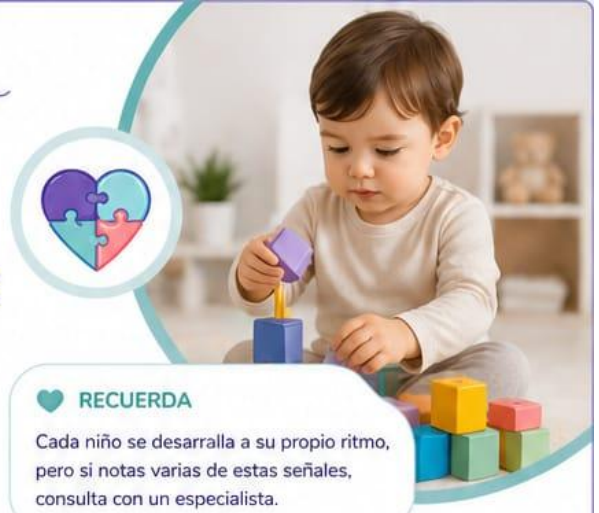 RECUERDA
Cada niño se desarralla a su propio ritmo,
pero si notas varias de estas señales,
consulta con un especialista.